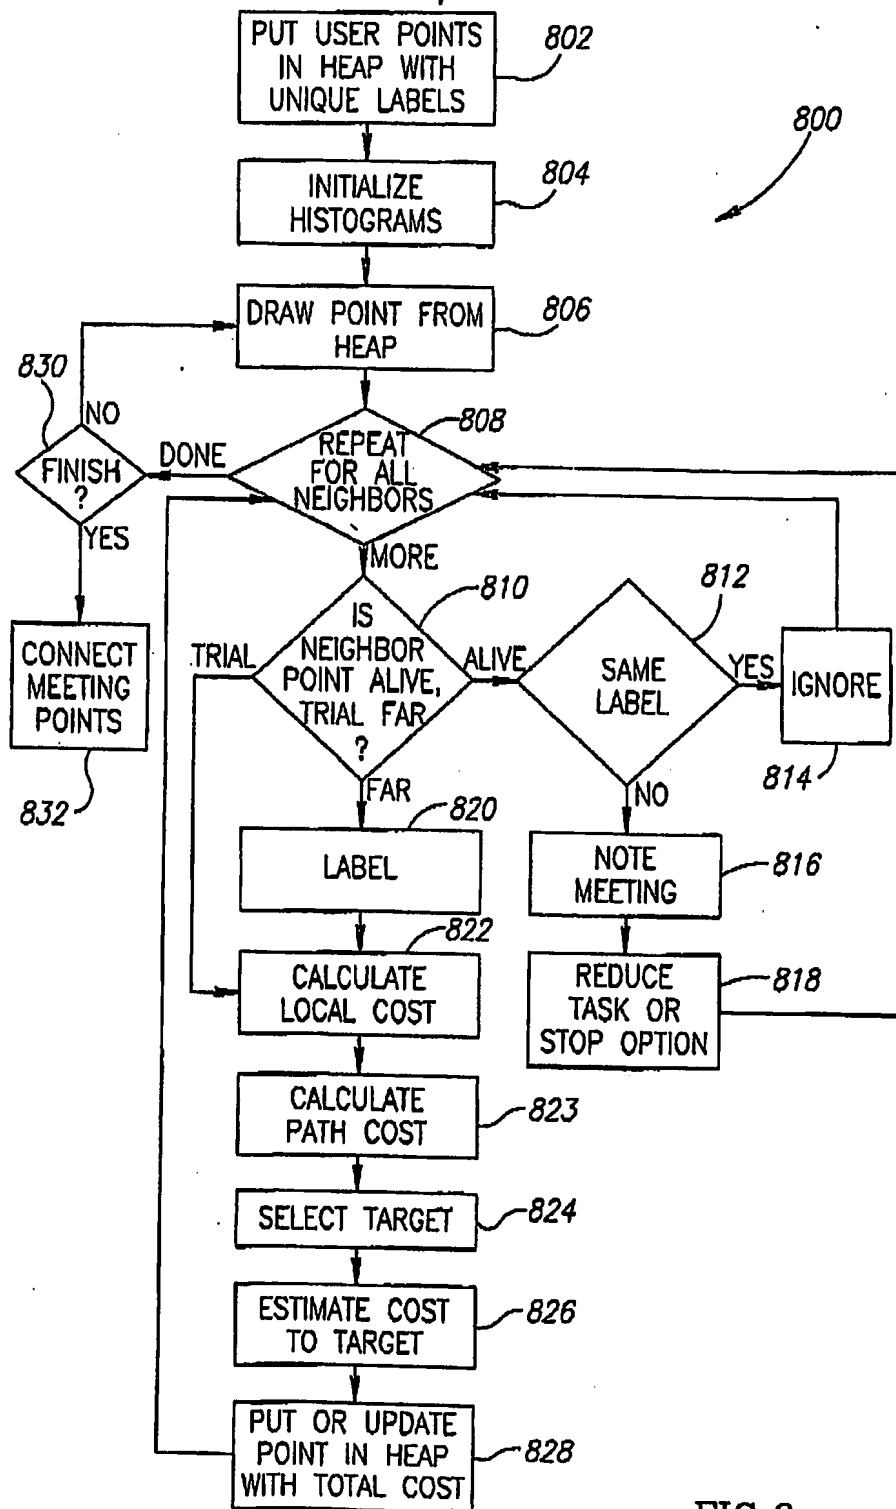 PUT USER POINTS
IN HEAP WITH
UNIQUE LABELS
802
800
INITIALIZE
HISTOGRAMS
804
DRAW POINT FROM
HEAP
806
830
NO
FINISH
?
YES
DONE
REPEAT
FOR ALL
NEIGHBORS
808
MORE
CONNECT
MEETING
POINTS
832
TRIAL
IS
NEIGHBOR
POINT ALIVE,
TRIAL FAR
?
810
ALIVE
FAR
SAME
LABEL
812
YES
NO
IGNORE
814
LABEL
820
NOTE
MEETING
816
CALCULATE
LOCAL COST
822
REDUCE
TASK OR
STOP OPTION
818
CALCULATE
PATH COST
823
SELECT TARGET
824
ESTIMATE COST
TO TARGET
826
PUT OR UPDATE
POINT IN HEAP
WITH TOTAL COST
828